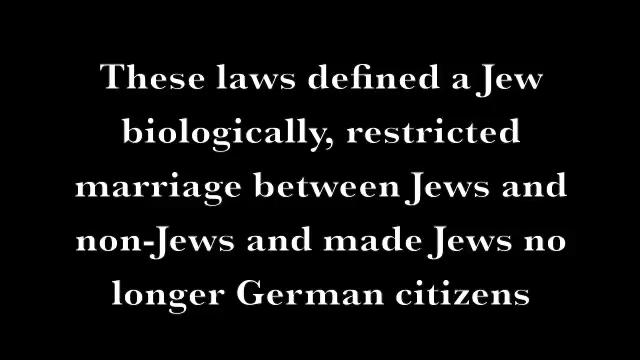 These laws defined a Jew
biologically, restricted
marriage between Jews and
non-Jews and made Jews no
longer German citizens